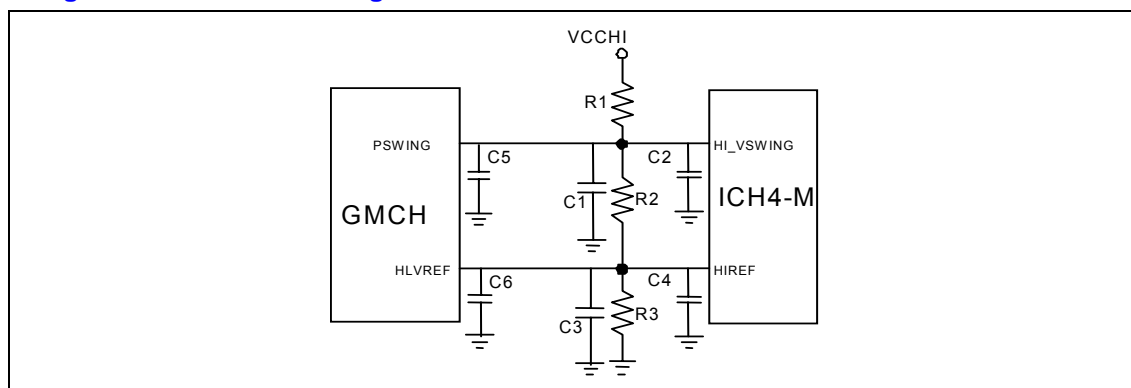 VCCHI
R1
PSWING
C5
C2
HI_VSWING
C1
R2
GMCH
ICH4-M
HLVREF
C6
C4
HIREF
C3
R3